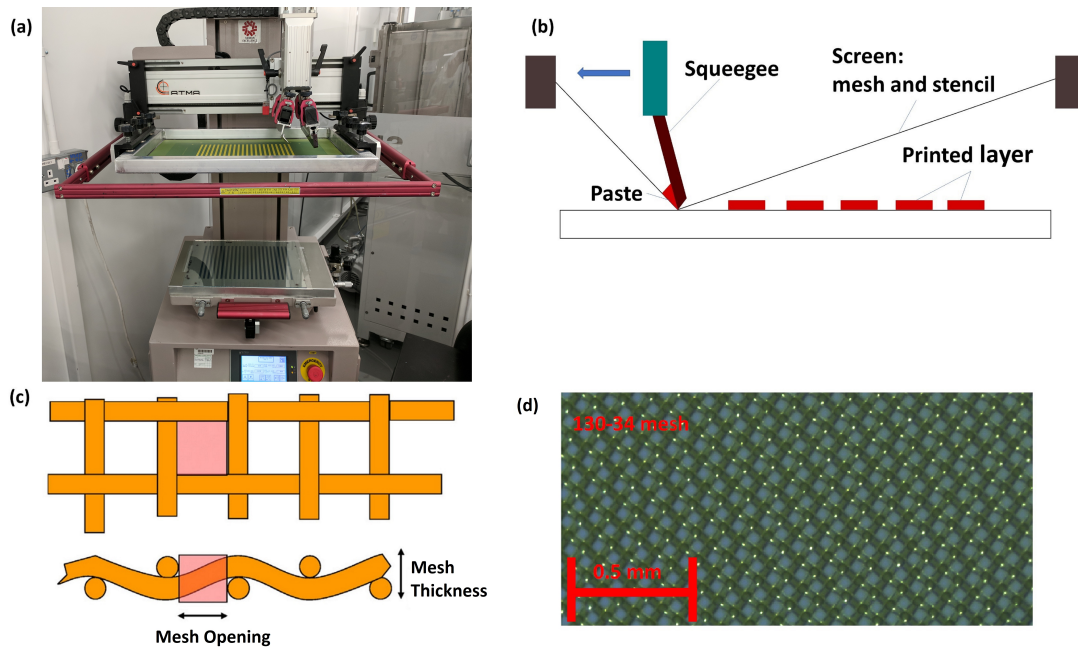 (a)
ATMA
(b)
Squeegee
Screen:
mesh and stencil
Printed layer
Paste
(c)
Mesh
Thickness
Mesh Opening
(d)
130-34 mesh
0.5 mm